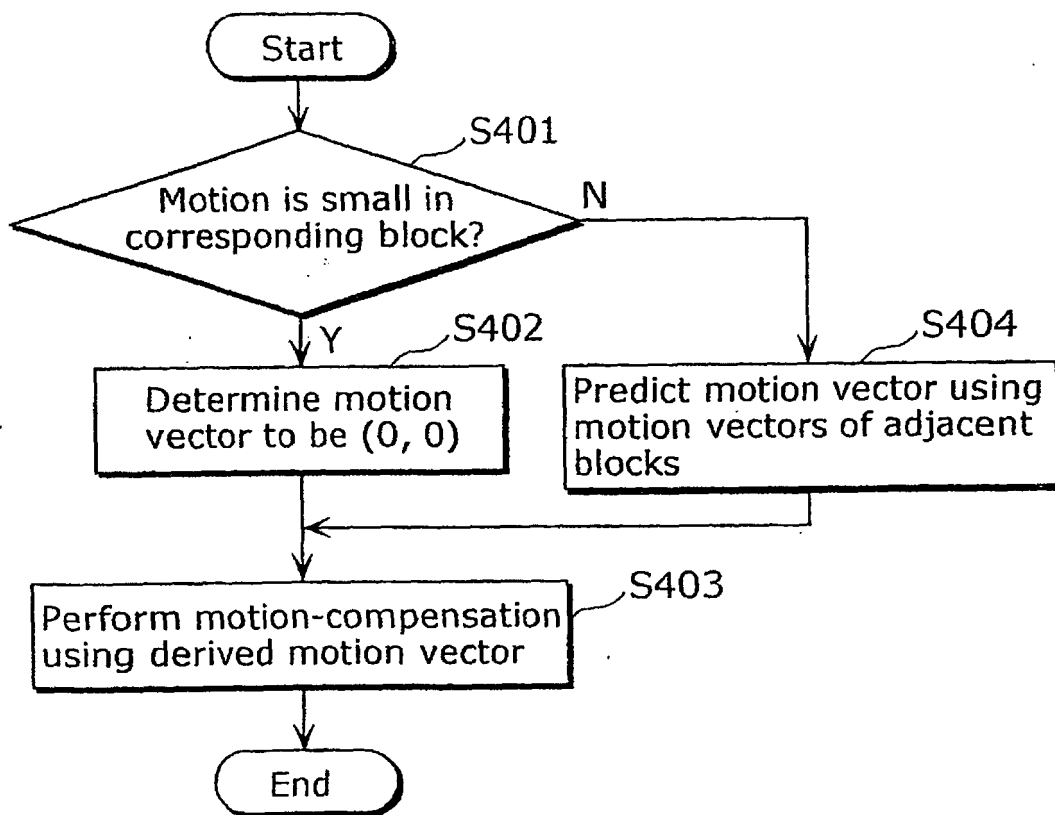 Start
S401
Motion is small in
corresponding block?
N
Y
S402
Determine motion
vector to be (0, 0)
S404
Predict motion vector using
motion vectors of adjacent
blocks
S403
Perform motion-compensation
using derived motion vector
End